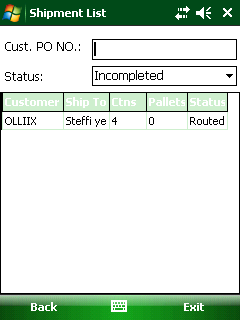 Shipment List
Cust. PO NO.:
Status: Incompleted
Customer Ship To Ctns Pallets Status
OLLIIX Steffi ye 4 0 Routed
Back Exit